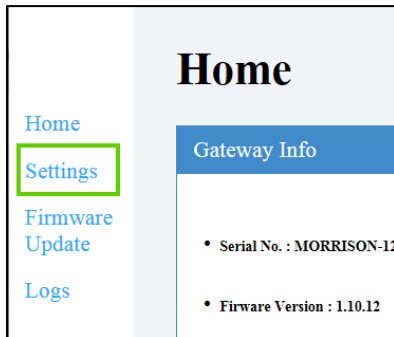 Home
Home
Settings
Gateway Info
Firmware
Update
• Serial No. : MORRISON-12
Logs
• Firware Version : 1.10.12